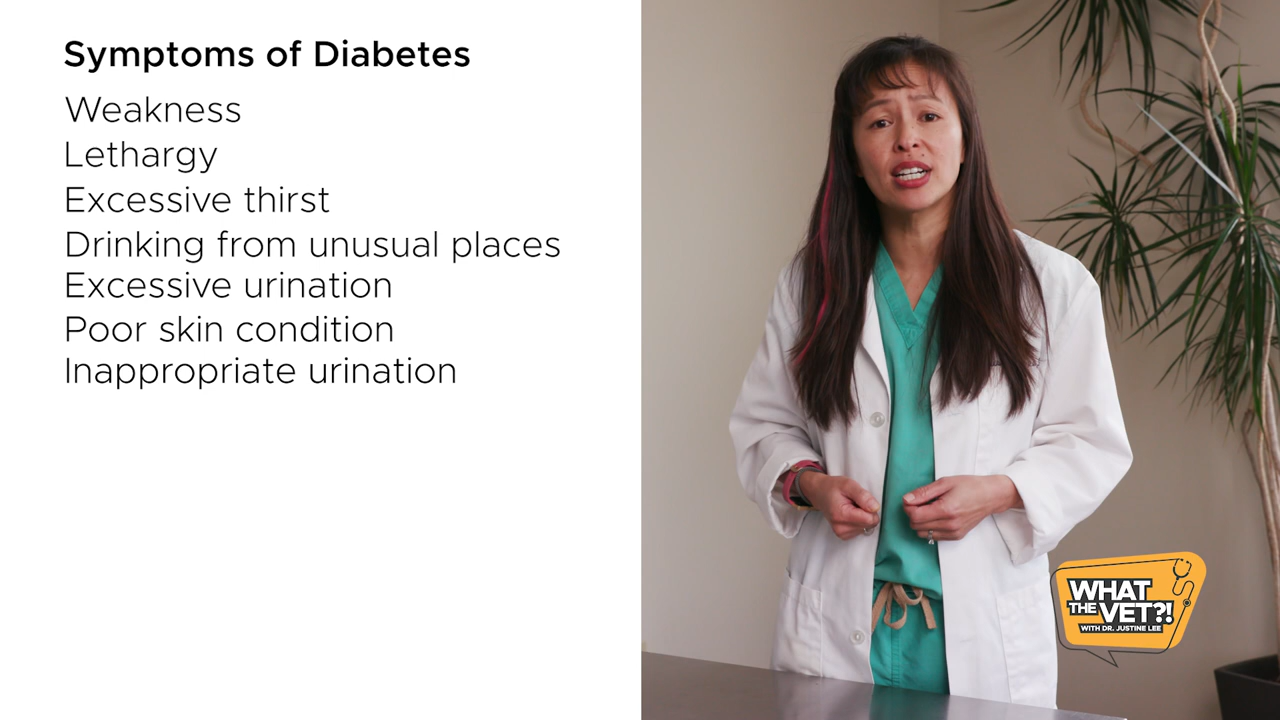 Symptoms of Diabetes
Weakness
Lethargy
Excessive thirst
Drinking from unusual places
Excessive urination
Poor skin condition
Inappropriate urination
WHAT
THE VET?!
WITH DR. JUSTINE LEE